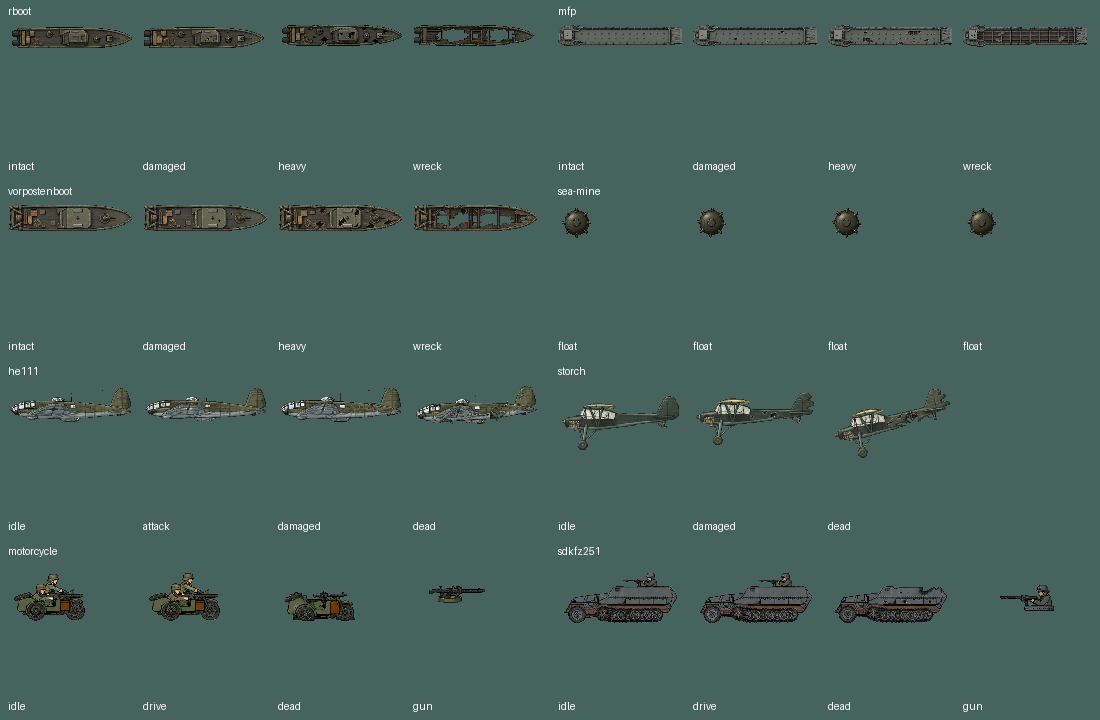 rboot mfp
intact damaged heavy wreck intact damaged heavy wreck
vorpostenboot sea-mine
intact damaged heavy wreck float float float float
he111 storch
idle attack damaged dead idle damaged dead
motorcycle sdkfz251
idle drive dead gun idle drive dead gun